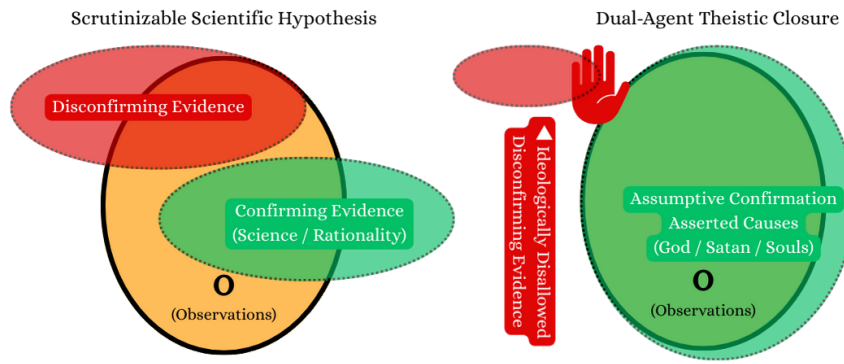 Scrutinizable Scientific Hypothesis
Disconfirming Evidence
Confirming Evidence
(Science / Rationality)
O
(Observations)
Dual-Agent Theistic Closure
Ideologically Disallowed
Disconfirming Evidence
Assumptive Confirmation
Asserted Causes
(God / Satan / Souls)
O
(Observations)